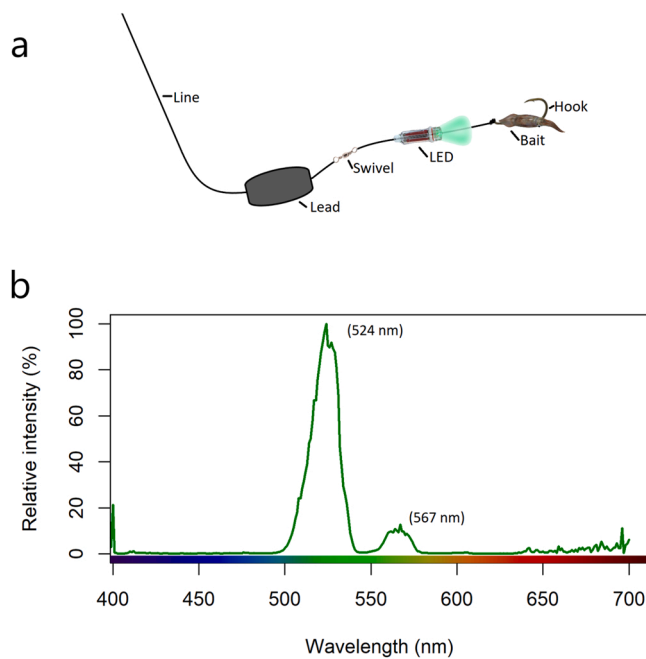 a
Line
Hook
Bait
LED
Swivel
Lead
b
Relative intensity (%)
100
80
60
40
20
0
(524 nm)
(567 nm)
400
450
500
550
600
650
700
Wavelength (nm)